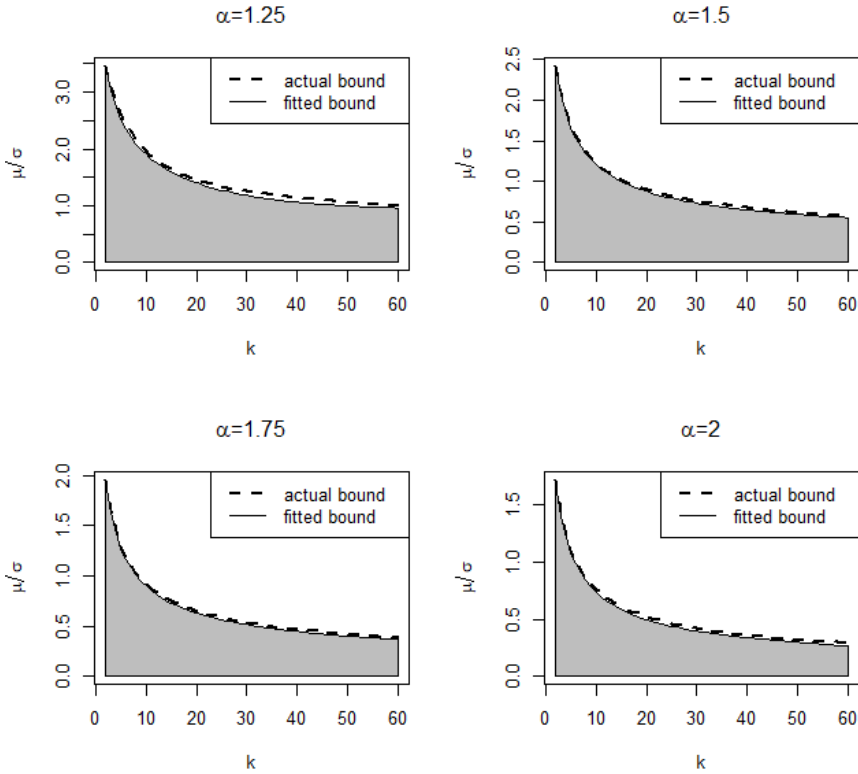 α=1.25
μ/σ
0.0 1.0 2.0 3.0
actual bound
fitted bound
0 10 20 30 40 50 60
k
α=1.5
μ/σ
0.0 0.5 1.0 1.5 2.0 2.5
actual bound
fitted bound
0 10 20 30 40 50 60
k
α=1.75
μ/σ
0.0 0.5 1.0 1.5 2.0
actual bound
fitted bound
0 10 20 30 40 50 60
k
α=2
μ/σ
0.0 0.5 1.0 1.5
actual bound
fitted bound
0 10 20 30 40 50 60
k